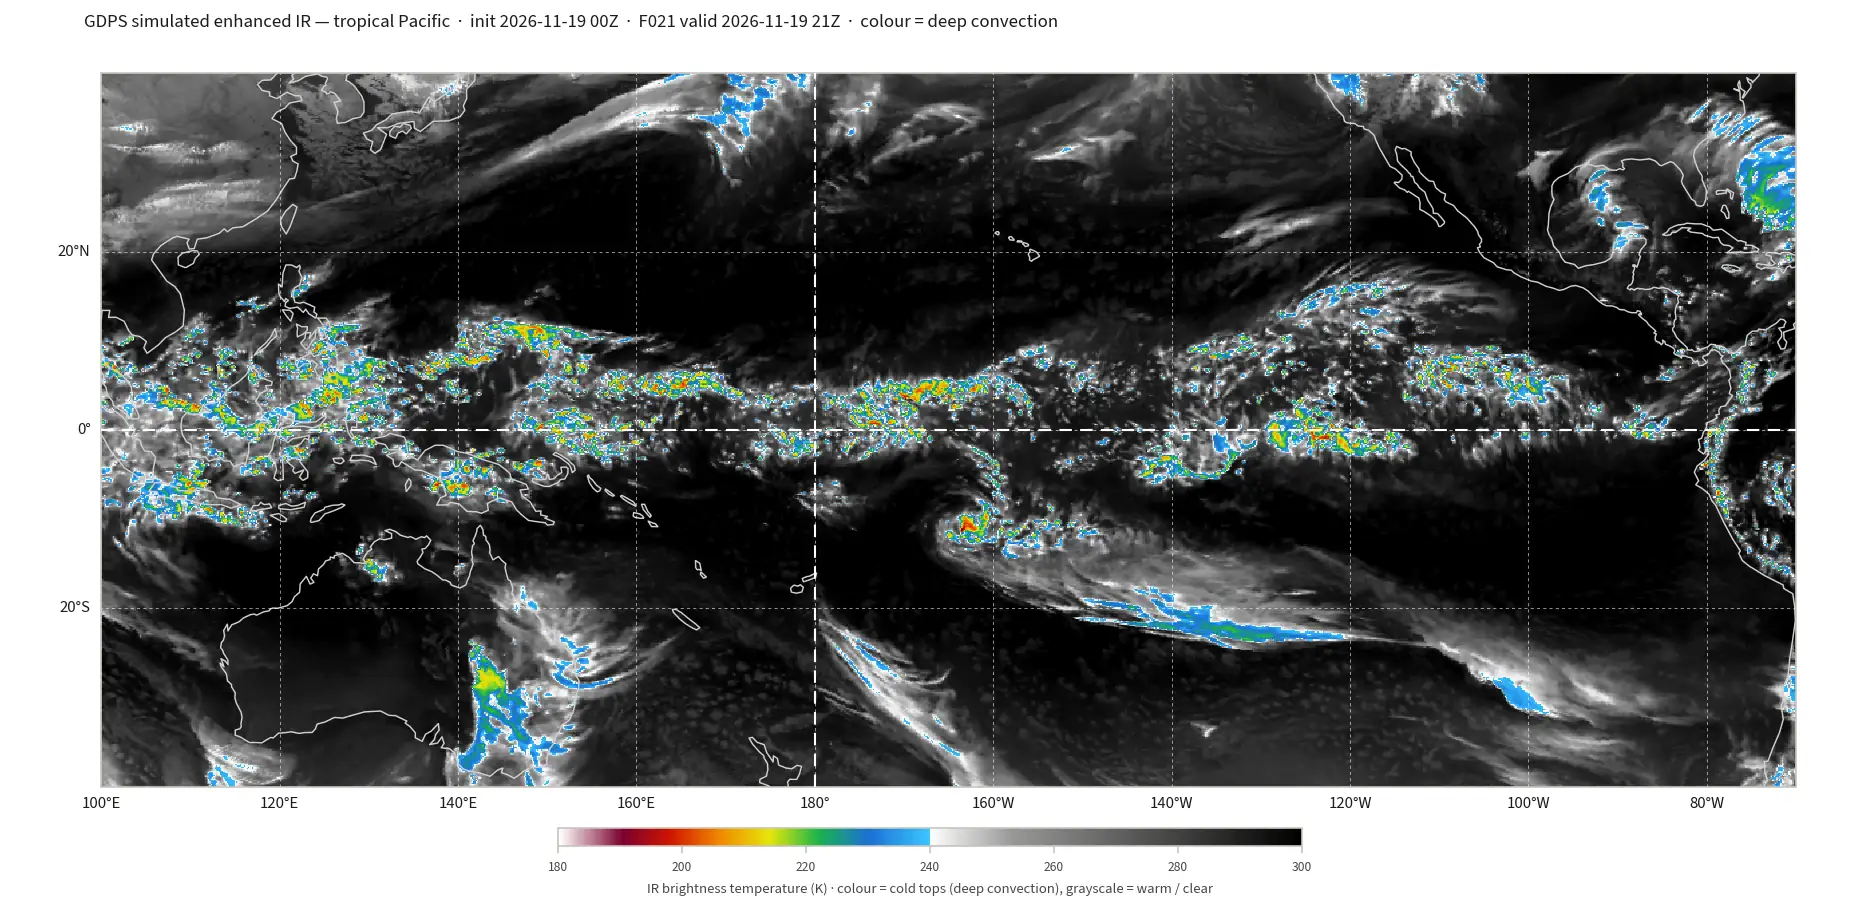 GDPS simulated enhanced IR — tropical Pacific · init 2026-11-19 00Z · F021 valid 2026-11-19 21Z · colour = deep convection
20°N
0°
20°S
100°E 120°E 140°E 160°E 180° 160°W 140°W 120°W 100°W 80°W
180 200 220 240 260 280 300
IR brightness temperature (K) · colour = cold tops (deep convection), grayscale = warm / clear